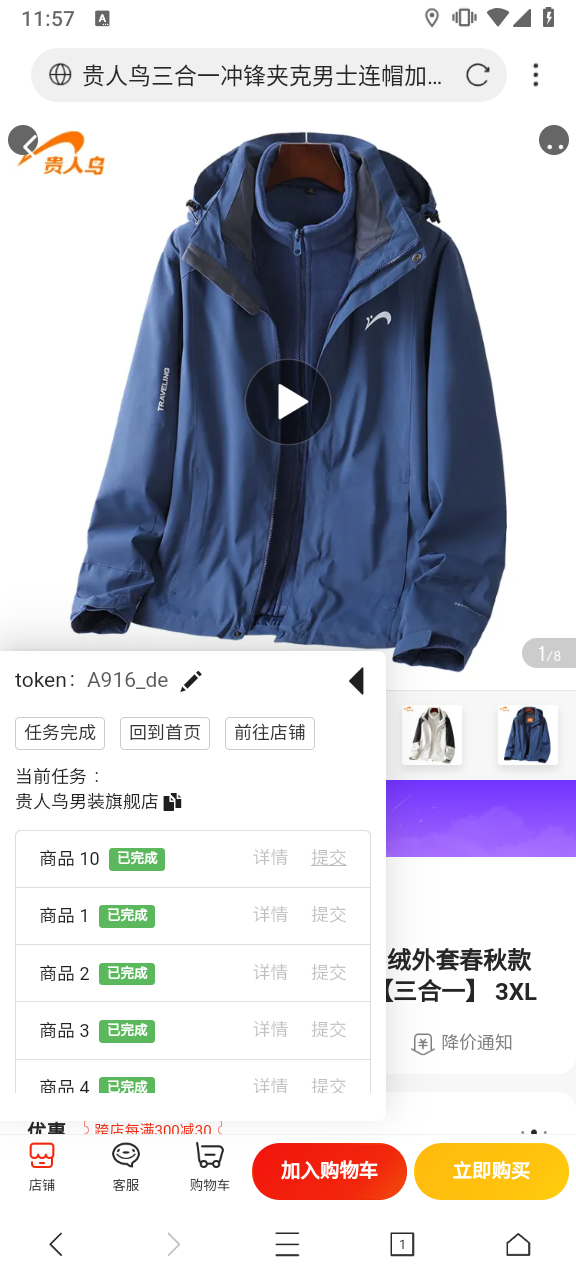 11:57
A
贵人鸟三合一冲锋夹克男士连帽加...
贵人鸟
TRAVELING
1/8
token： A916_de
任务完成 回到首页 前往店铺
当前任务：
贵人鸟男装旗舰店
商品 10 已完成 详情 提交
商品 1 已完成 详情 提交
商品 2 已完成 详情 提交
绒外套春秋款
【三合一】 3XL
商品 3 已完成 详情 提交
降价通知
商品 4 已完成 详情 提交
优惠 跨店每满300减30
店铺 客服 购物车 加入购物车 立即购买
1